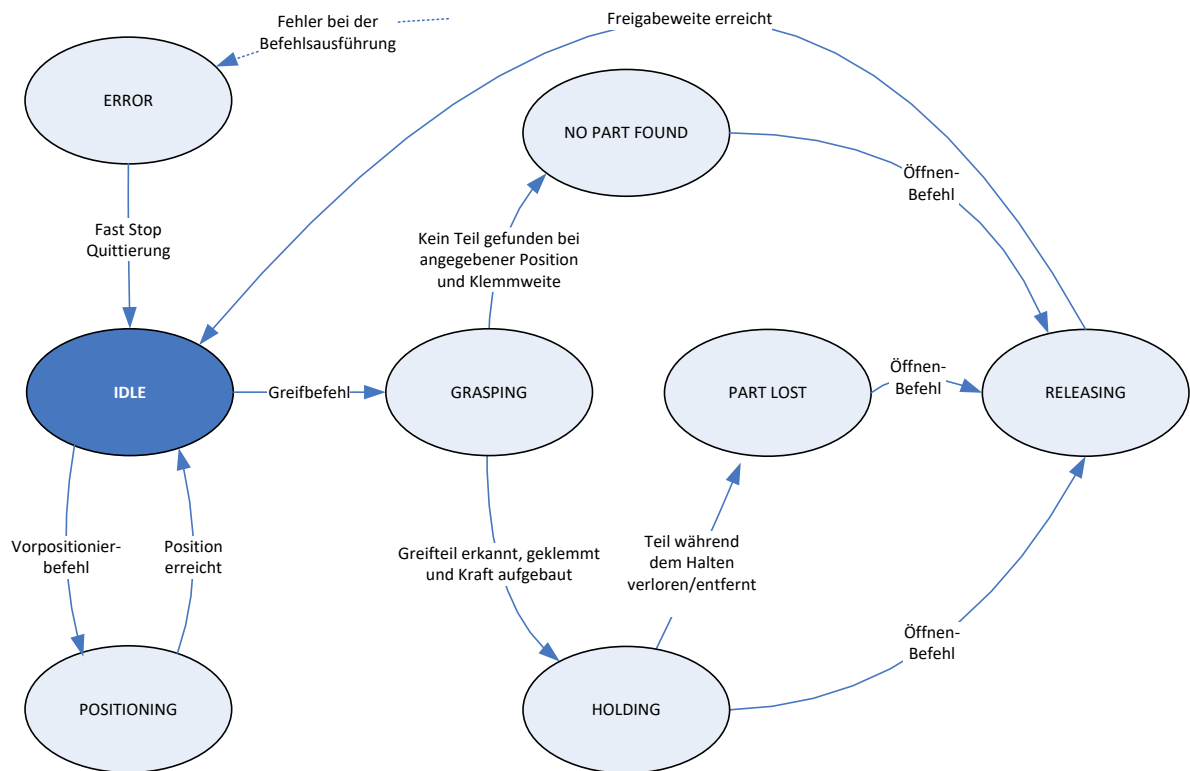 Fehler bei der
Befehlsausführung
Freigabeweite erreicht
ERROR
NO PART FOUND
Öffnen-
Befehl
Fast Stop
Quittierung
Kein Teil gefunden bei
angegebener Position
und Klemmweite
IDLE
Greifbefehl
GRASPING
PART LOST
Öffnen-
Befehl
RELEASING
Vorpositionier-
befehl
Position
erreicht
Greifteil erkannt, geklemmt
und Kraft aufgebaut
Teil während
dem Halten
verloren/entfernt
Öffnen-
Befehl
POSITIONING
HOLDING